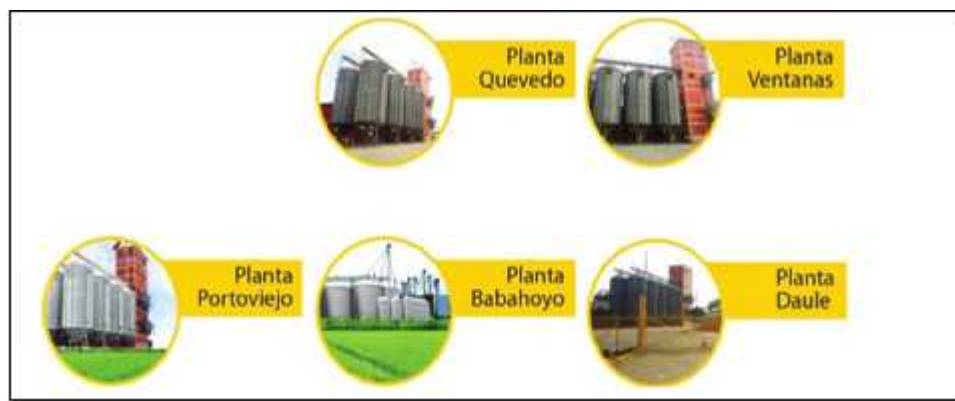 Planta
Quevedo
Planta
Ventanas
Planta
Portoviejo
Planta
Babahoyo
Planta
Daule